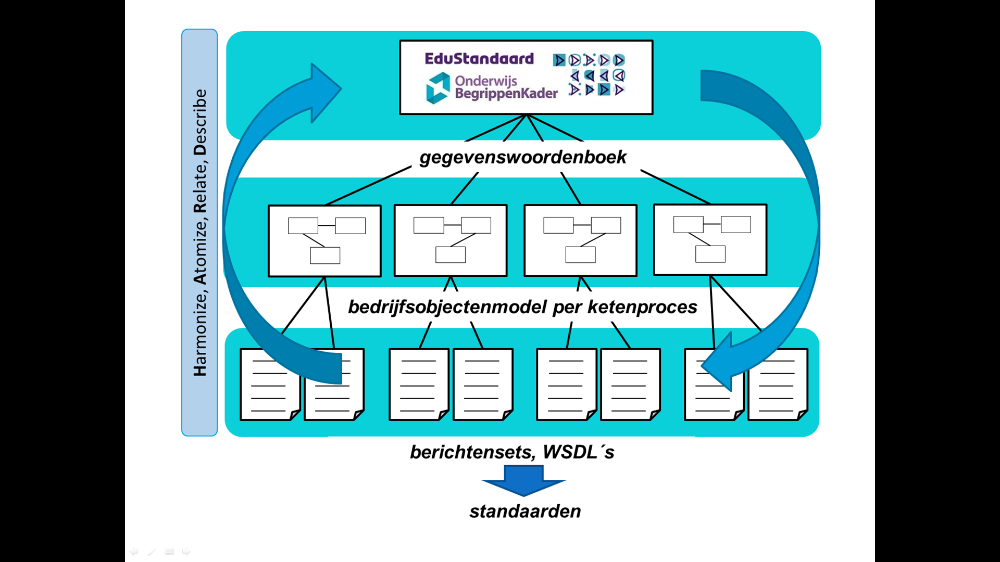 Harmonize, Atomize, Relate, Describe
EduStandaard
Onderwijs
BegrippenKader
gegevenswoordenboek
bedrijfsobjectenmodel per ketenproces
berichtensets, WSDL´s
standaarden